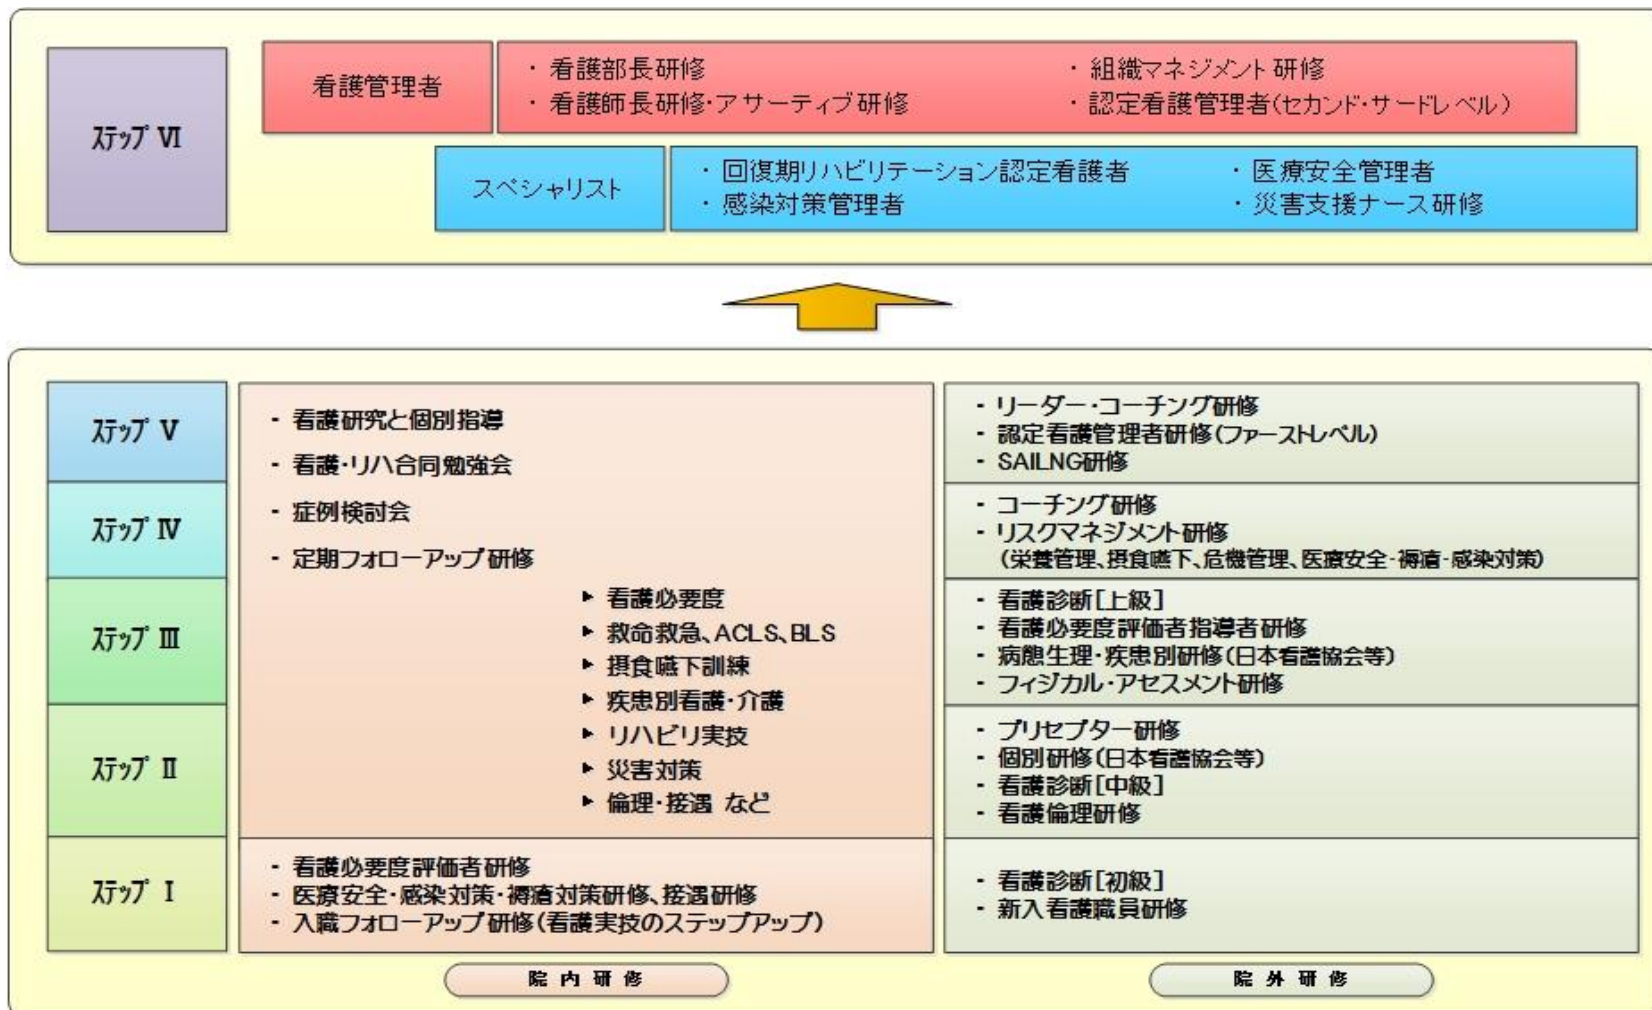 ステップ Ⅵ
看護管理者
・ 看護部長研修
・ 看護師長研修・アサーティブ研修
・ 組織マネジメント研修
・ 認定看護管理者(セカンド・サードレベル)
スペシャリスト
・ 回復期リハビリテーション認定看護者
・ 感染対策管理者
・ 医療安全管理者
・ 災害支援ナース研修
ステップ Ⅴ
ステップ Ⅳ
ステップ Ⅲ
ステップ Ⅱ
ステップ Ⅰ
- 看護研究と個別指導
- 看護・リハ合同勉強会
- 症例検討会
- 定期フォローアップ研修
▶ 看護必要度
▶ 救命救急、ACLS、BLS
▶ 摂食嚥下訓練
▶ 疾患別看護・介護
▶ リハビリ実技
▶ 災害対策
▶ 倫理・接遇 など
- 看護必要度評価者研修
- 医療安全・感染対策・褥瘡対策研修、接遇研修
- 入職フォローアップ研修(看護実技のステップアップ)
院内研修
- リーダー・コーチング研修
- 認定看護管理者研修(ファーストレベル)
- SAILNG研修
- コーチング研修
- リスクマネジメント研修
(栄養管理、摂食嚥下、危機管理、医療安全-褥瘡-感染対策)
- 看護診断[上級]
- 看護必要度評価者指導者研修
- 病態生理・疾患別研修(日本看護協会等)
- フィジカル・アセスメント研修
- プリセプター研修
- 個別研修(日本看護協会等)
- 看護診断[中級]
- 看護倫理研修
- 看護診断[初級]
- 新入看護職員研修
院外研修